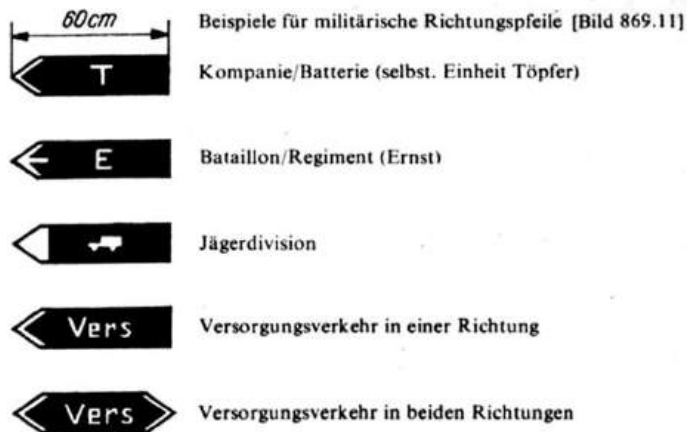 60cm Beispiele für militärische Richtungspfeile [Bild 869.11]
T Kompanie/Batterie (selbst. Einheit Töpfer)
E Bataillon/Regiment (Ernst)
Jägerdivision
Vers Versorgungsverkehr in einer Richtung
Vers Versorgungsverkehr in beiden Richtungen